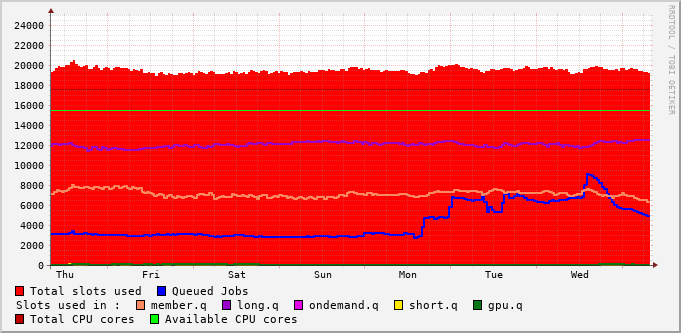 24000
22000
20000
18000
16000
14000
12000
10000
8000
6000
4000
2000
0
Thu Fri Sat Sun Mon Tue Wed
RRDTOOL / TOBI OETIKER
Total slots used Queued Jobs
Slots used in : member.q long.q ondemand.q short.q gpu.q
Total CPU cores Available CPU cores